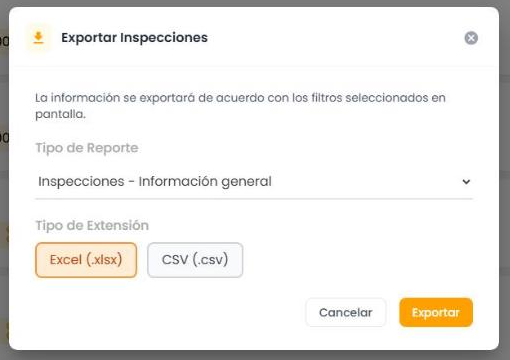 Exportar Inspecciones
La información se exportará de acuerdo con los filtros seleccionados en
pantalla.
Tipo de Reporte
Inspecciones - Información general
Tipo de Extensión
Excel (.xlsx)
CSV (.csv)
Cancelar
Exportar